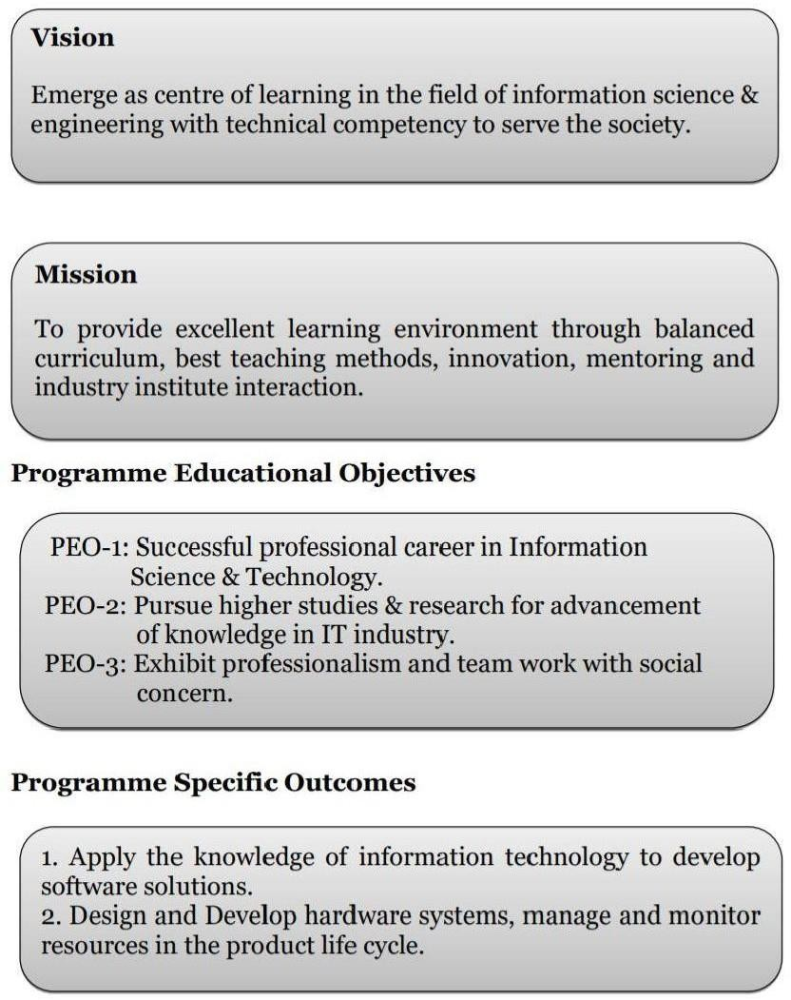 Vision
Emerge as centre of learning in the field of information science &
engineering with technical competency to serve the society.
Mission
To provide excellent learning environment through balanced
curriculum, best teaching methods, innovation, mentoring and
industry institute interaction.
Programme Educational Objectives
PEO-1: Successful professional career in Information
Science & Technology.
PEO-2: Pursue higher studies & research for advancement
of knowledge in IT industry.
PEO-3: Exhibit professionalism and team work with social
concern.
Programme Specific Outcomes
1. Apply the knowledge of information technology to develop
software solutions.
2. Design and Develop hardware systems, manage and monitor
resources in the product life cycle.